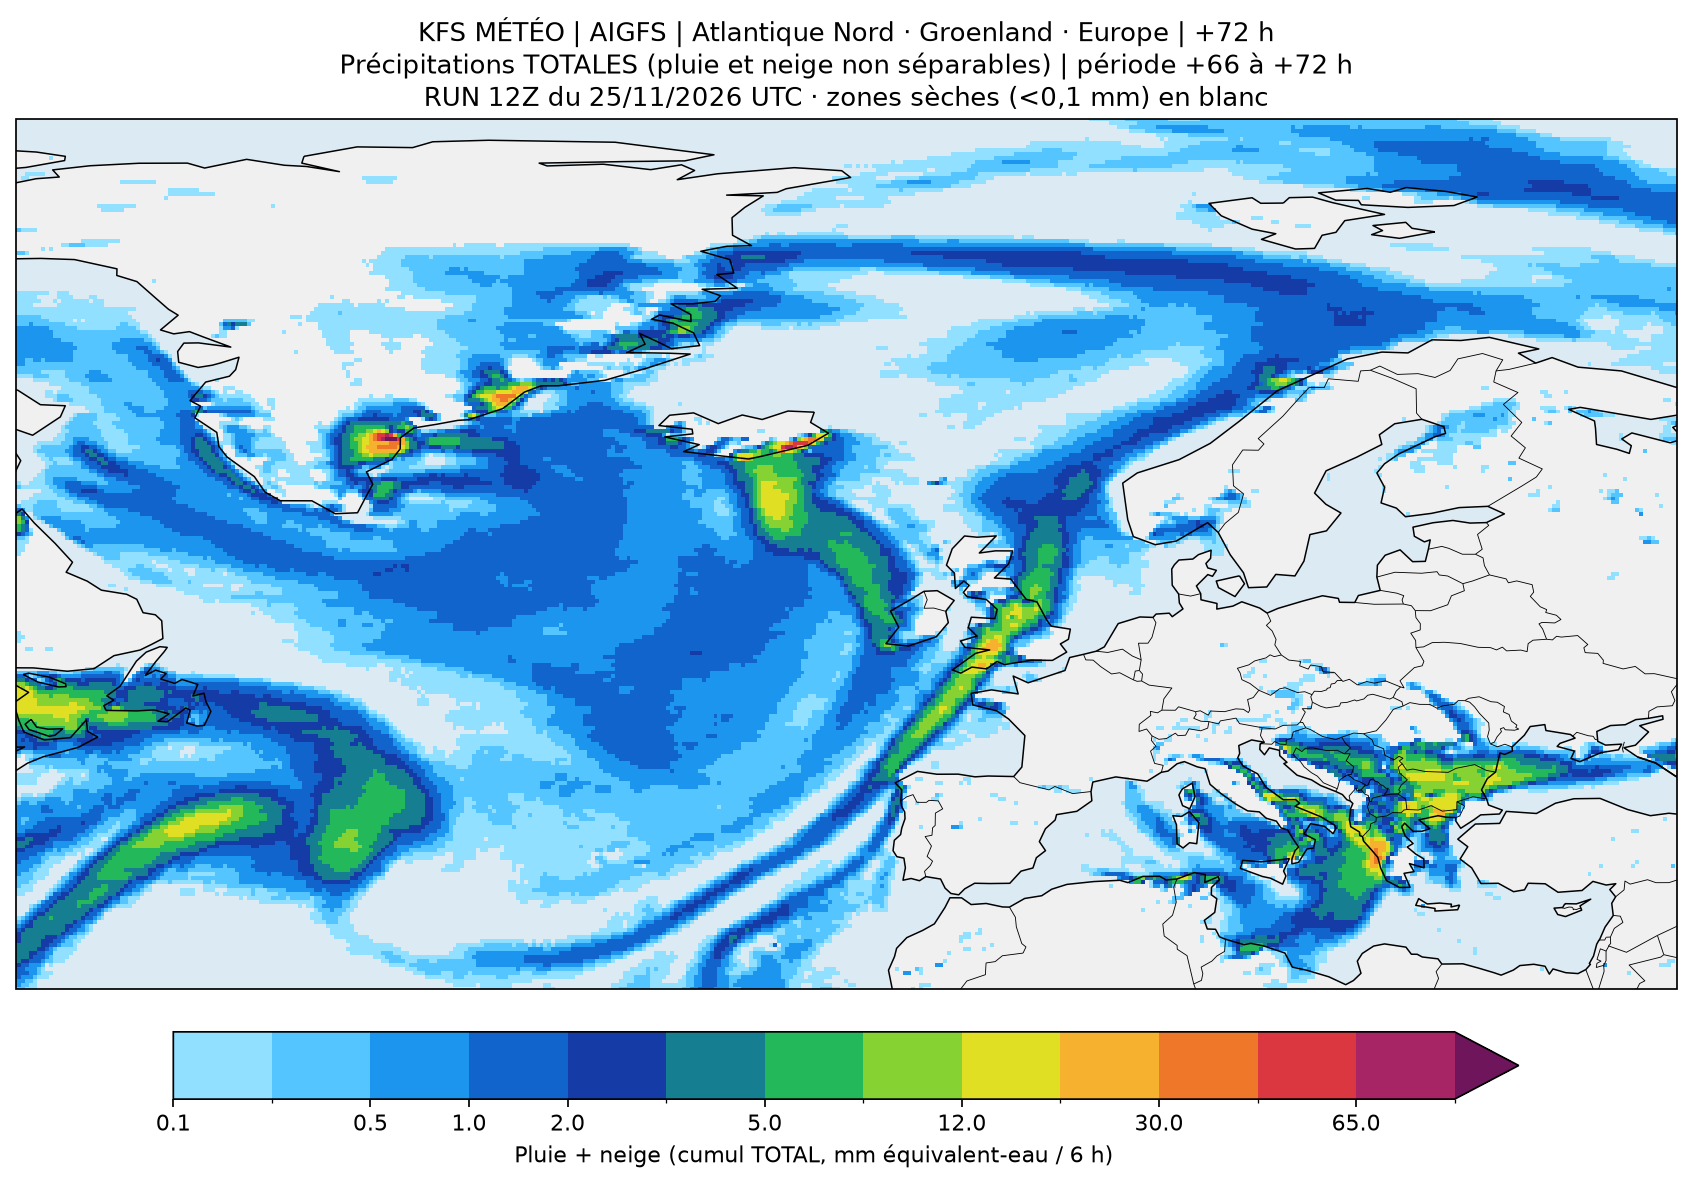 KFS MÉTÉO | AIGFS | Atlantique Nord · Groenland · Europe | +72 h
Précipitations TOTALES (pluie et neige non séparables) | période +66 à +72 h
RUN 12Z du 25/11/2026 UTC · zones sèches (<0,1 mm) en blanc
0.1 0.5 1.0 2.0 5.0 12.0 30.0 65.0
Pluie + neige (cumul TOTAL, mm équivalent-eau / 6 h)